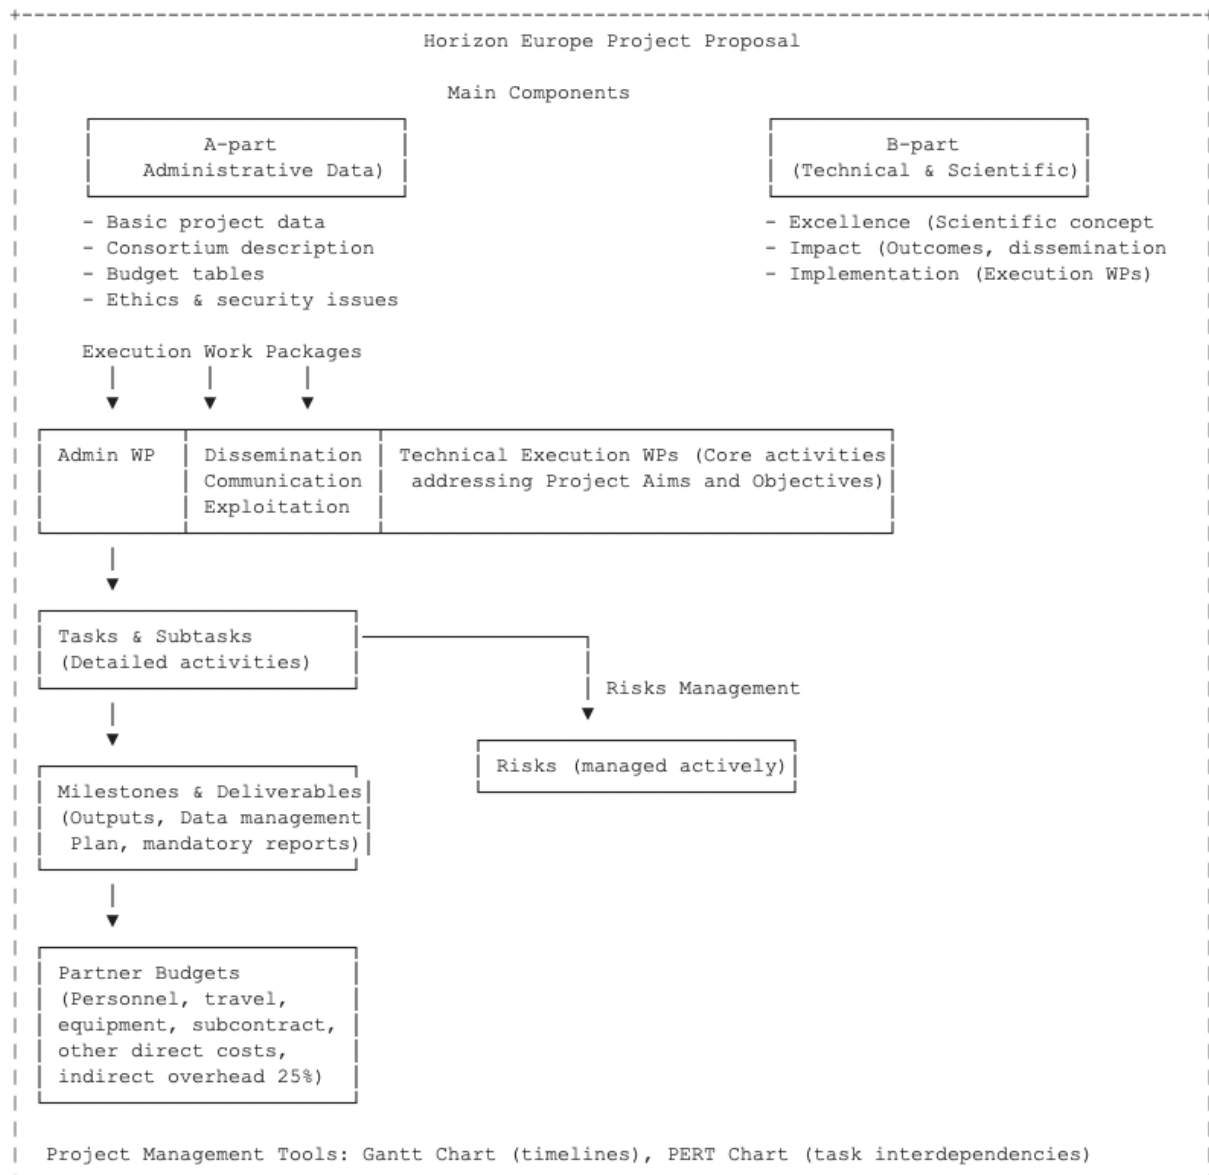 Horizon Europe Project Proposal
Main Components
A-part
Administrative Data)
B-part
(Technical & Scientific)
- Basic project data
- Consortium description
- Budget tables
- Ethics & security issues
- Excellence (Scientific concept
- Impact (Outcomes, dissemination
- Implementation (Execution WPs)
Execution Work Packages
Admin WP
Dissemination
Communication
Exploitation
Technical Execution WPs (Core activities
addressing Project Aims and Objectives)
Tasks & Subtasks
(Detailed activities)
Risks Management
Risks (managed actively)
Milestones & Deliverables
(Outputs, Data management
Plan, mandatory reports)
Partner Budgets
(Personnel, travel,
equipment, subcontract,
other direct costs,
indirect overhead 25%)
Project Management Tools: Gantt Chart (timelines), PERT Chart (task interdependencies)